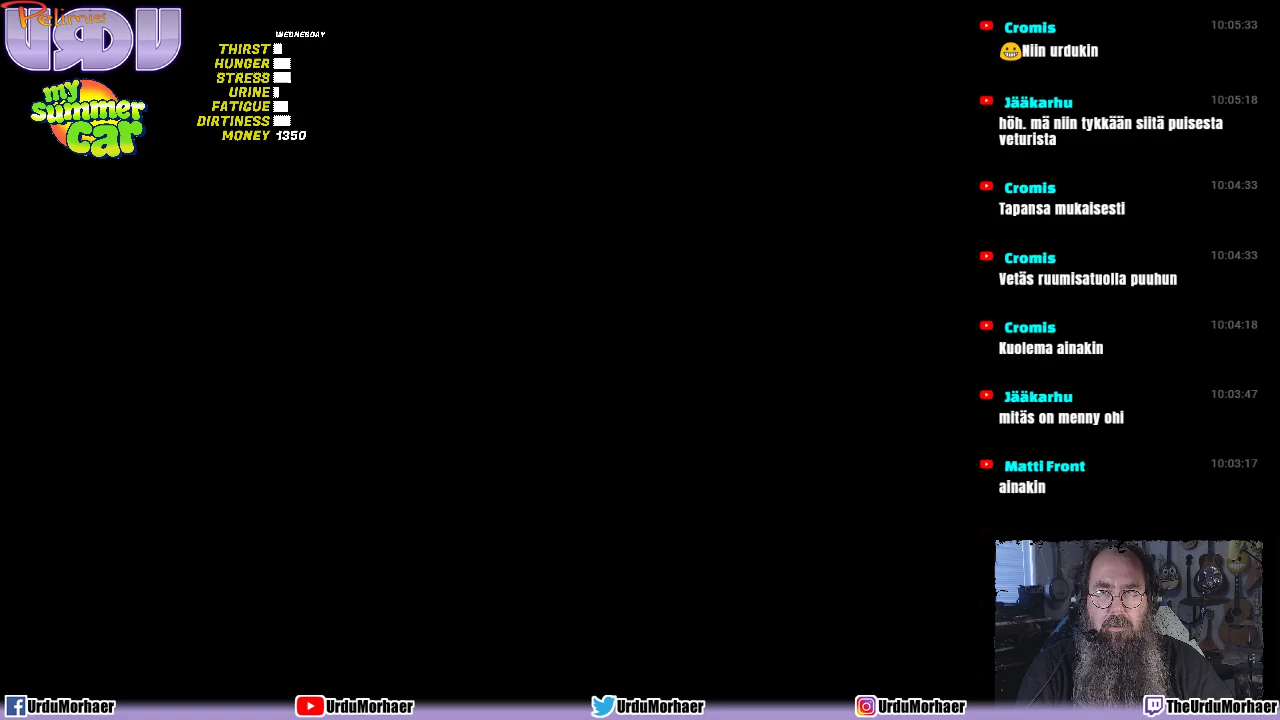 Pelimies
URDU
my
summer
car
WEDNESDAY
THIRST
HUNGER
STRESS
URINE
FATIGUE
DIRTINESS
MONEY 1350
Cromis 10:05:33
😀Niin urdukin
Jääkarhu 10:05:18
höh. mä niin tykkään siitä puisesta
veturista
Cromis 10:04:33
Tapansa mukaisesti
Cromis 10:04:33
Vetäs ruumisatuolla puuhun
Cromis 10:04:18
Kuolema ainakin
Jääkarhu 10:03:47
mitäs on menny ohi
Matti Front 10:03:17
ainakin
UrduMorhaer
UrduMorhaer
UrduMorhaer
UrduMorhaer
TheUrduMorhaer